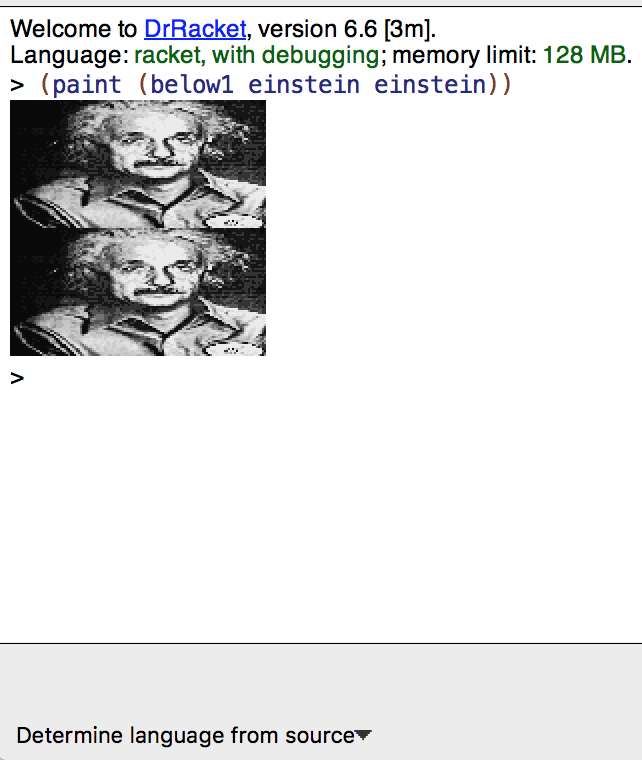 Welcome to DrRacket, version 6.6 [3m].
Language: racket, with debugging; memory limit: 128 MB.
> (paint (below1 einstein einstein))
>
Determine language from source